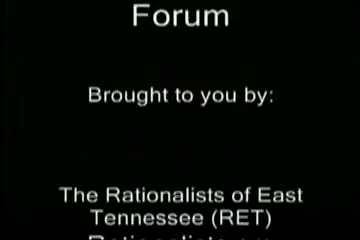 Forum
Brought to you by:
The Rationalists of East
Tennessee (RET)